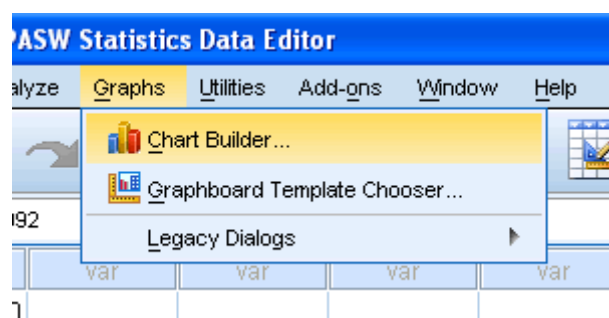 PASW Statistics Data Editor
alyze Graphs Utilities Add-ons Window Help
Chart Builder...
Graphboard Template Chooser...
092
Legacy Dialogs
var var var var